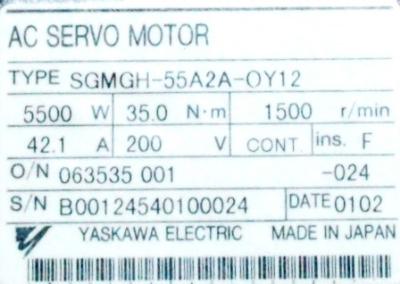 AC SERVO MOTOR
TYPE SGMGH-55A2A-OY12
5500 W 35.0 N·m 1500 r/min
42.1 A 200 V CONT. ins. F
O/N 063535 001 -024
S/N B00124540100024 DATE 0102
YASKAWA ELECTRIC MADE IN JAPAN